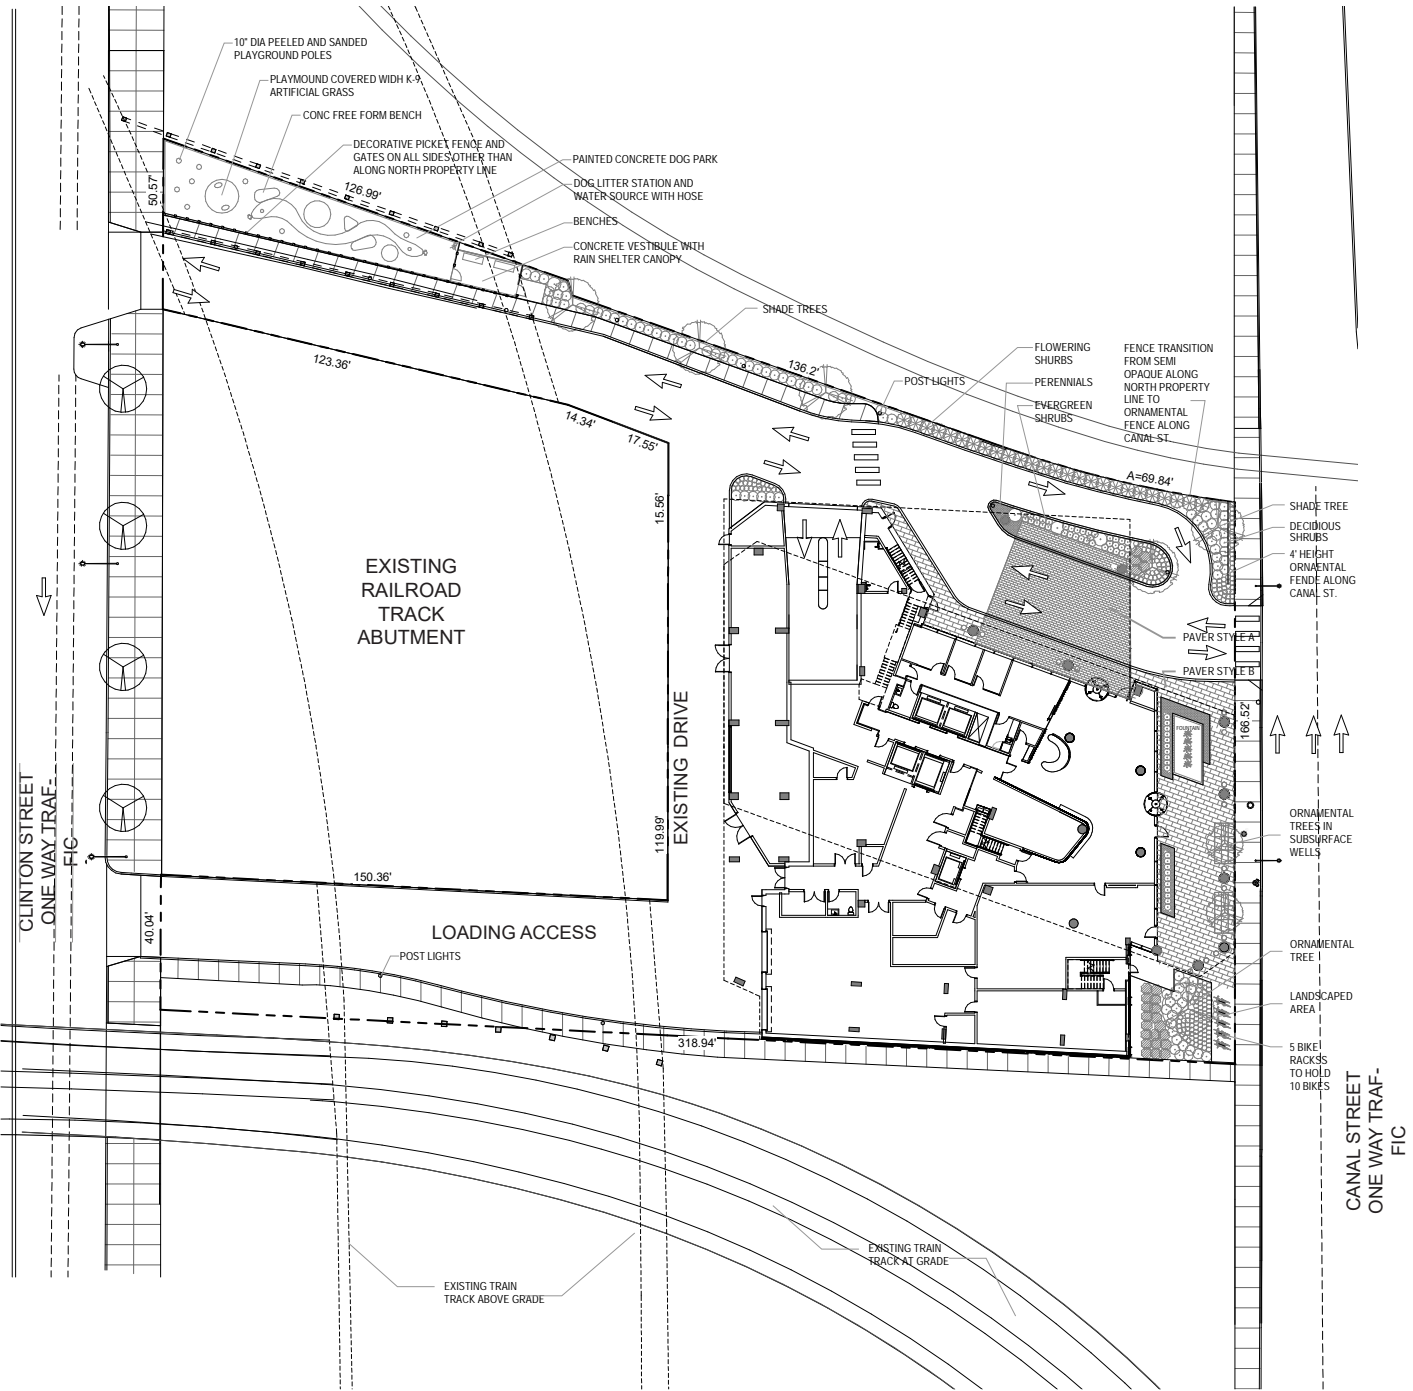 10" DIA PEELED AND SANDED
PLAYGROUND POLES
PLAYMOUND COVERED WIDH K-9
ARTIFICIAL GRASS
CONC FREE FORM BENCH
DECORATIVE PICKET FENCE AND
GATES ON ALL SIDES OTHER THAN
ALONG NORTH PROPERTY LINE
PAINTED CONCRETE DOG PARK
DOG LITTER STATION AND
WATER SOURCE WITH HOSE
BENCHES
CONCRETE VESTIBULE WITH
RAIN SHELTER CANOPY
50.57'
126.99'
SHADE TREES
123.36'
136.2'
14.34'
17.55'
POST LIGHTS
FLOWERING
SHURBS
PERENNIALS
EVERGREEN
SHRUBS
FENCE TRANSITION
FROM SEMI
OPAQUE ALONG
NORTH PROPERTY
LINE TO
ORNAMENTAL
FENCE ALONG
CANAL ST.
A=69.84'
15.56'
SHADE TREE
DECIDIOUS
SHRUBS
4' HEIGHT
ORNAENTAL
FENDE ALONG
CANAL ST.
EXISTING
RAILROAD
TRACK
ABUTMENT
PAVER STYLE A
PAVER STYLE B
166.52'
FOUNTAIN
EXISTING DRIVE
119.99'
CLINTON STREET
ONE WAY TRAF-
FIC
ORNAMENTAL
TREES IN
SUBSURFACE
WELLS
150.36'
40.04'
LOADING ACCESS
POST LIGHTS
ORNAMENTAL
TREE
LANDSCAPED
AREA
318.94'
5 BIKE
RACKSS
TO HOLD
10 BIKES
CANAL STREET
ONE WAY TRAF-
FIC
EXISTING TRAIN
TRACK AT GRADE
EXISTING TRAIN
TRACK ABOVE GRADE